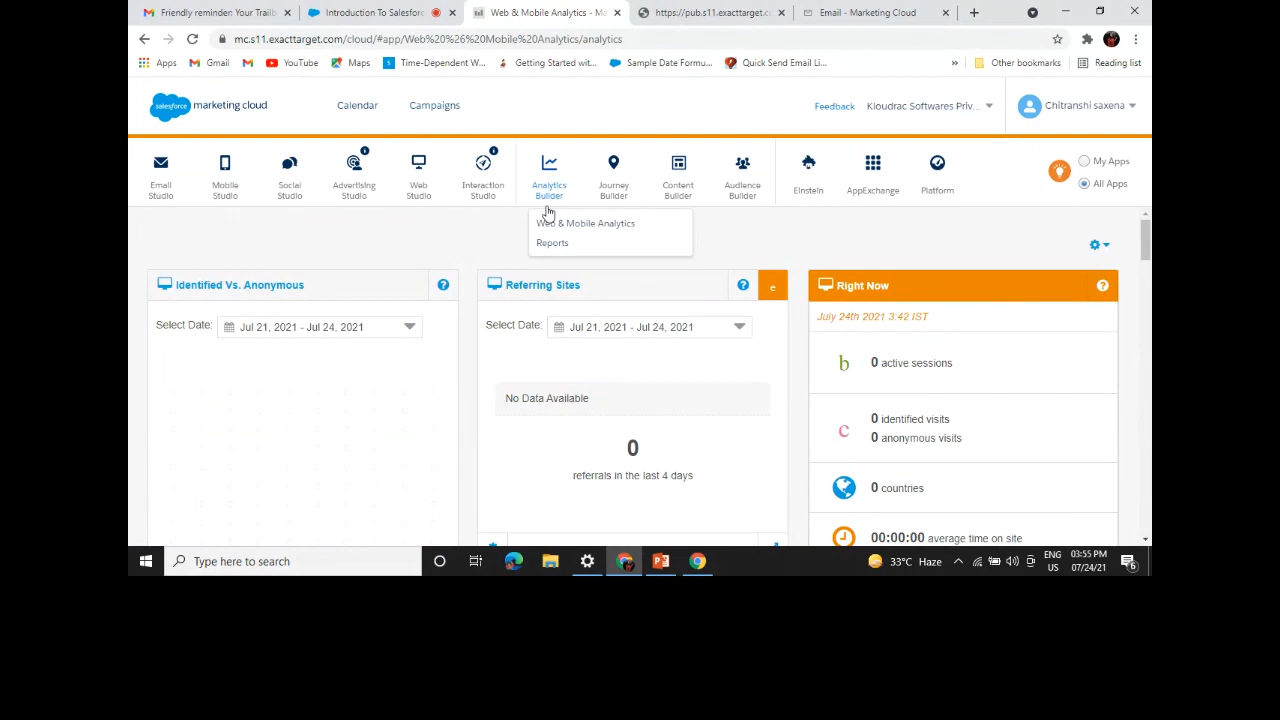 Friendly reminden Your Trailb
Introduction To Salesforc
Web & Mobile Analytics - Ma
https://pub.s11.exacttarget.co
Email - Marketing Cloud
mc.s11.exacttarget.com/cloud/#app/Web%20%26%20Mobile%20Analytics/analytics
Apps
Gmail
YouTube
Maps
Time-Dependent W...
Getting Started wit...
Sample Date Formu...
Quick Send Email Li...
»
Other bookmarks
Reading list
salesforce
marketing cloud
Calendar
Campaigns
Feedback
Kloudrac Softwares Priv...
Chitranshi saxena
Email
Studio
Mobile
Studio
Social
Studio
Advertising
Studio
Web
Studio
Interaction
Studio
Analytics
Builder
Journey
Builder
Content
Builder
Audience
Builder
Einstein
AppExchange
Platform
My Apps
All Apps
Web & Mobile Analytics
Reports
Identified Vs. Anonymous
?
Select Date: Jul 21, 2021 - Jul 24, 2021
Referring Sites
?
e
Select Date: Jul 21, 2021 - Jul 24, 2021
No Data Available
0
referrals in the last 4 days
Right Now
?
July 24th 2021 3:42 IST
b
0 active sessions
c
0 identified visits
0 anonymous visits
0 countries
00:00:00 average time on site
Type here to search
33°C Haze
ENG
US
03:55 PM
07/24/21
6